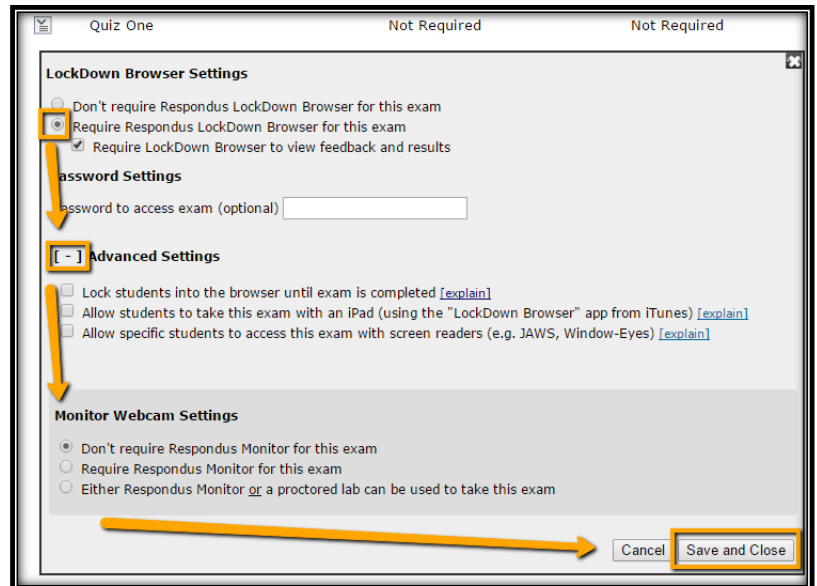 Quiz One Not Required Not Required
LockDown Browser Settings
Don't require Respondus LockDown Browser for this exam
Require Respondus LockDown Browser for this exam
Require LockDown Browser to view feedback and results
assword Settings
assword to access exam (optional)
[ - ] Advanced Settings
Lock students into the browser until exam is completed [explain]
Allow students to take this exam with an iPad (using the "LockDown Browser" app from iTunes) [explain]
Allow specific students to access this exam with screen readers (e.g. JAWS, Window-Eyes) [explain]
Monitor Webcam Settings
Don't require Respondus Monitor for this exam
Require Respondus Monitor for this exam
Either Respondus Monitor or a proctored lab can be used to take this exam
Cancel Save and Close